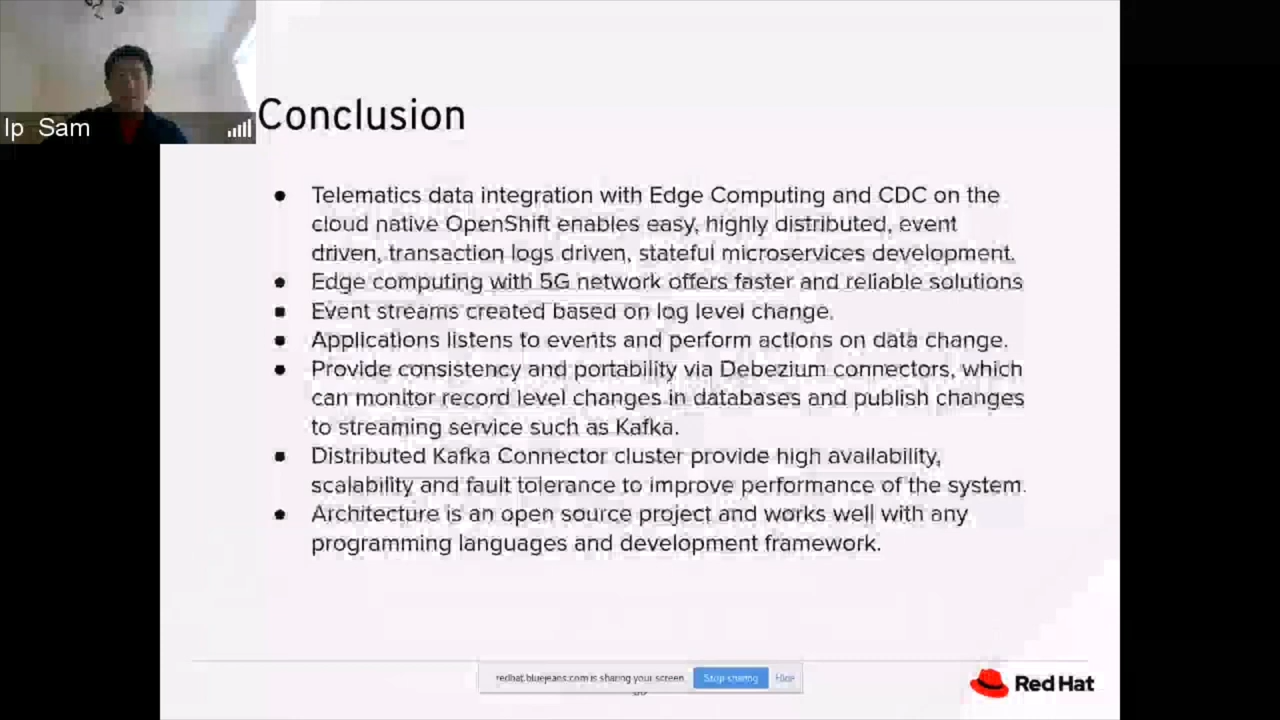 Ip Sam
Conclusion
● Telematics data integration with Edge Computing and CDC on the
cloud native OpenShift enables easy, highly distributed, event
driven, transaction logs driven, stateful microservices development.
● Edge computing with 5G network offers faster and reliable solutions
● Event streams created based on log level change.
● Applications listens to events and perform actions on data change.
● Provide consistency and portability via Debezium connectors, which
can monitor record level changes in databases and publish changes
to streaming service such as Kafka.
● Distributed Kafka Connector cluster provide high availability,
scalability and fault tolerance to improve performance of the system.
● Architecture is an open source project and works well with any
programming languages and development framework.
redhat.bluejeans.com is sharing your screen. Stop sharing Hide
Red Hat